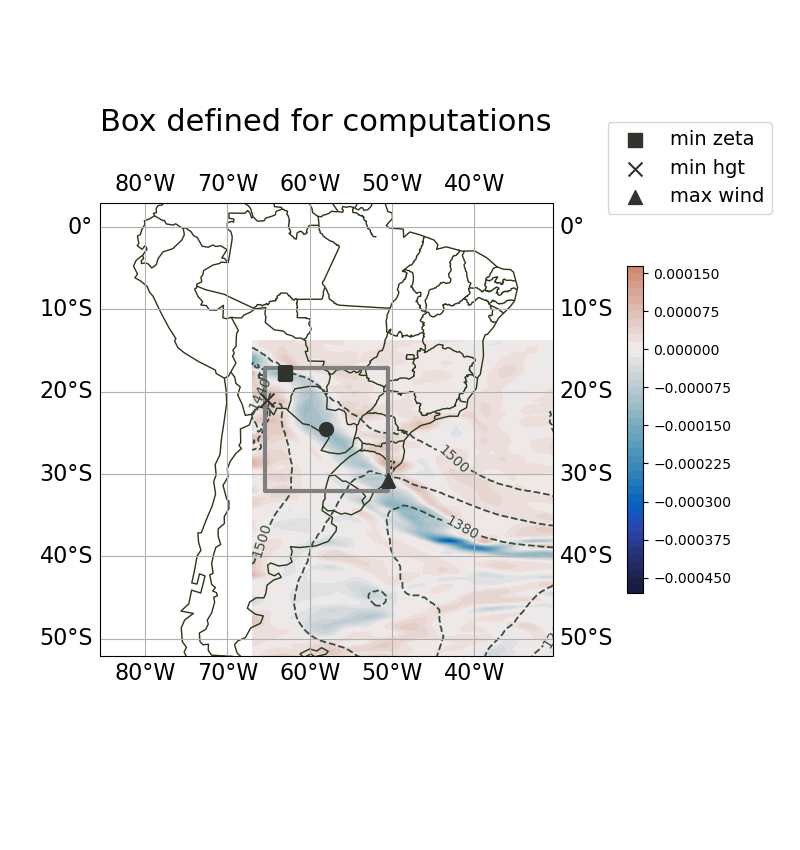 Box defined for computations
min zeta
min hgt
max wind
80°W 70°W 60°W 50°W 40°W
0° 0°
10°S 10°S
20°S 20°S
30°S 30°S
40°S 40°S
50°S 50°S
80°W 70°W 60°W 50°W 40°W
1440
1500
1500
1380
0.000150
0.000075
0.000000
−0.000075
−0.000150
−0.000225
−0.000300
−0.000375
−0.000450